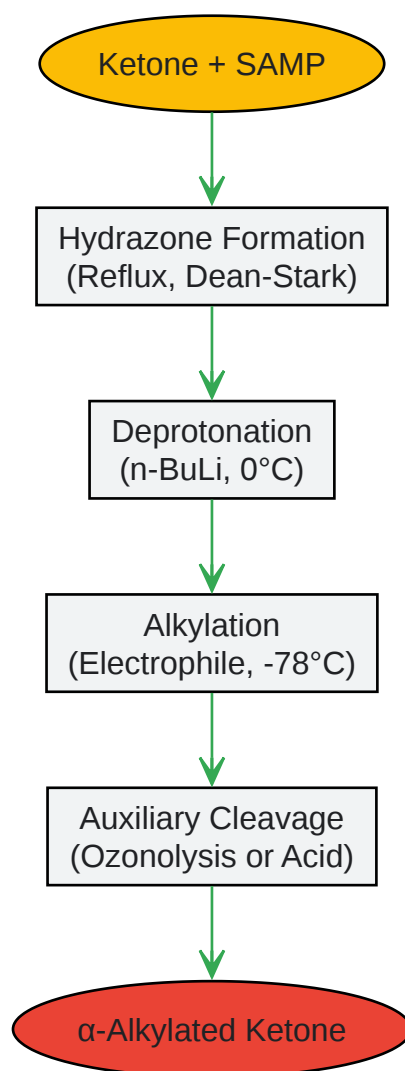 Ketone + SAMP
Hydrazone Formation
(Reflux, Dean-Stark)
Deprotonation
(n-BuLi, 0°C)
Alkylation
(Electrophile, -78°C)
Auxiliary Cleavage
(Ozonolysis or Acid)
α-Alkylated Ketone